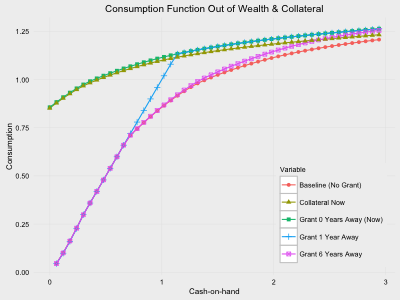 Consumption Function Out of Wealth & Collateral
1.25
1.00
0.75
0.50
0.25
0.00
Consumption
0
1
2
3
Cash-on-hand
Variable
Baseline (No Grant)
Collateral Now
Grant 0 Years Away (Now)
Grant 1 Year Away
Grant 6 Years Away